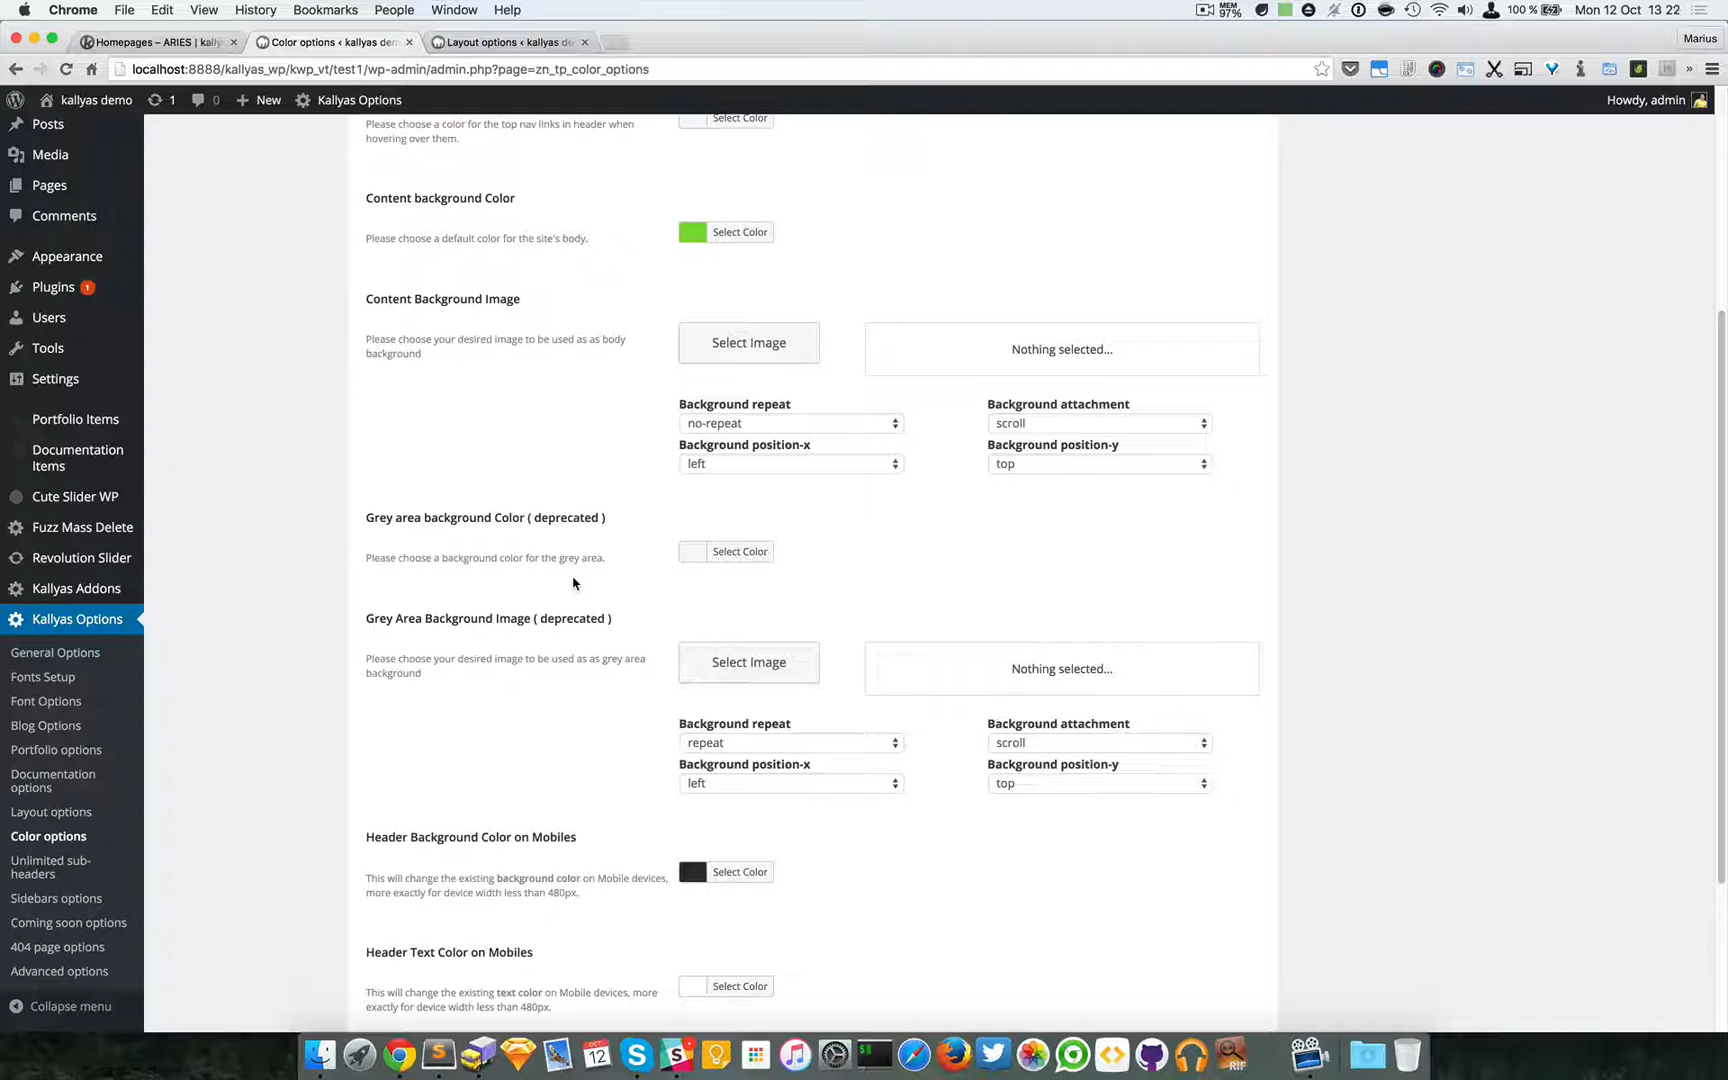 Chrome File Edit View History Bookmarks People Window Help
MEM 97% 100% Mon 12 Oct 13 22
Homepages – ARIES | kally
Color options ‹ kallyas dem
Layout options ‹ kallyas de
Marius
localhost:8888/kallyas_wp/kwp_vt/test1/wp-admin/admin.php?page=zn_tp_color_options
kallyas demo 1 0 New Kallyas Options
Howdy, admin
Posts
Media
Pages
Comments
Appearance
Plugins 1
Users
Tools
Settings
Portfolio Items
Documentation
Items
Cute Slider WP
Fuzz Mass Delete
Revolution Slider
Kallyas Addons
Kallyas Options
General Options
Fonts Setup
Font Options
Blog Options
Portfolio options
Documentation
options
Layout options
Color options
Unlimited sub-
headers
Sidebars options
Coming soon options
404 page options
Advanced options
Collapse menu
Please choose a color for the top nav links in header when
hovering over them.
Select Color
Content background Color
Please choose a default color for the site's body.
Select Color
Content Background Image
Please choose your desired image to be used as as body
background
Select Image
Nothing selected...
Background repeat
no-repeat
Background attachment
scroll
Background position-x
left
Background position-y
top
Grey area background Color ( deprecated )
Please choose a background color for the grey area.
Select Color
Grey Area Background Image ( deprecated )
Please choose your desired image to be used as as grey area
background
Select Image
Nothing selected...
Background repeat
repeat
Background attachment
scroll
Background position-x
left
Background position-y
top
Header Background Color on Mobiles
This will change the existing background color on Mobile devices,
more exactly for device width less than 480px.
Select Color
Header Text Color on Mobiles
This will change the existing text color on Mobile devices, more
exactly for device width less than 480px.
Select Color
12
RIF